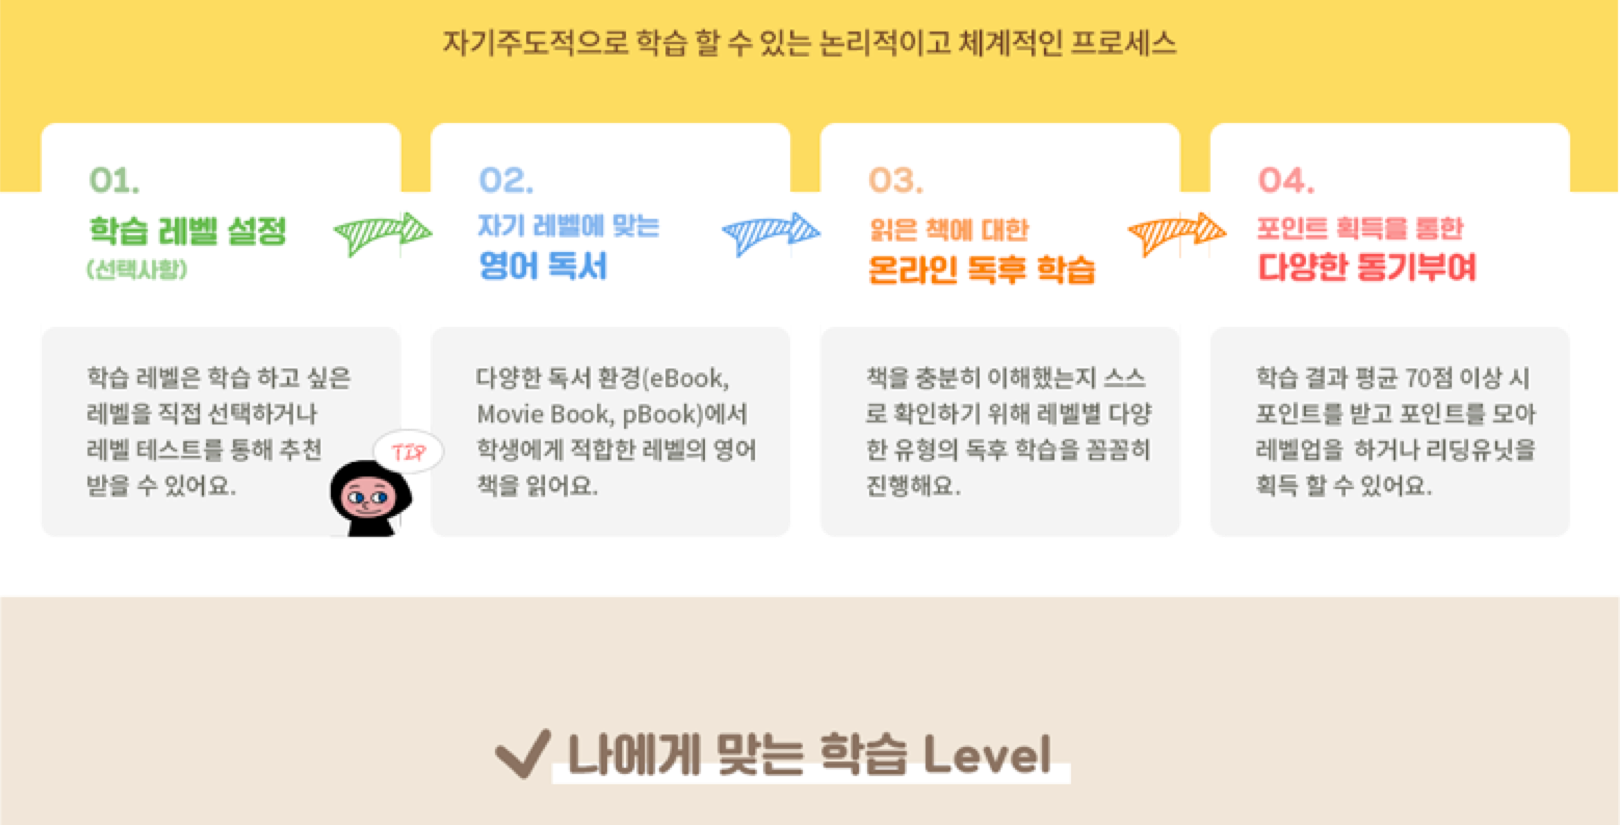 자기주도적으로 학습 할 수 있는 논리적이고 체계적인 프로세스
01.
학습 레벨 설정
(선택사항)
학습 레벨은 학습 하고 싶은
레벨을 직접 선택하거나
레벨 테스트를 통해 추천
받을 수 있어요.
TIP
02.
자기 레벨에 맞는
영어 독서
다양한 독서 환경(eBook,
Movie Book, pBook)에서
학생에게 적합한 레벨의 영어
책을 읽어요.
03.
읽은 책에 대한
온라인 독후 학습
책을 충분히 이해했는지 스스
로 확인하기 위해 레벨별 다양
한 유형의 독후 학습을 꼼꼼히
진행해요.
04.
포인트 획득을 통한
다양한 동기부여
학습 결과 평균 70점 이상 시
포인트를 받고 포인트를 모아
레벨업을 하거나 리딩유닛을
획득 할 수 있어요.
나에게 맞는 학습 Level